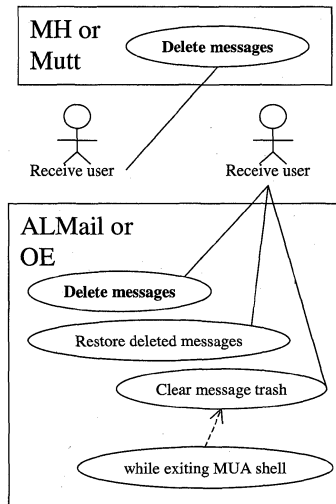 MH or
Mutt
Delete messages
Receive user
Receive user
ALMail or
OE
Delete messages
Restore deleted messages
Clear message trash
while exiting MUA shell